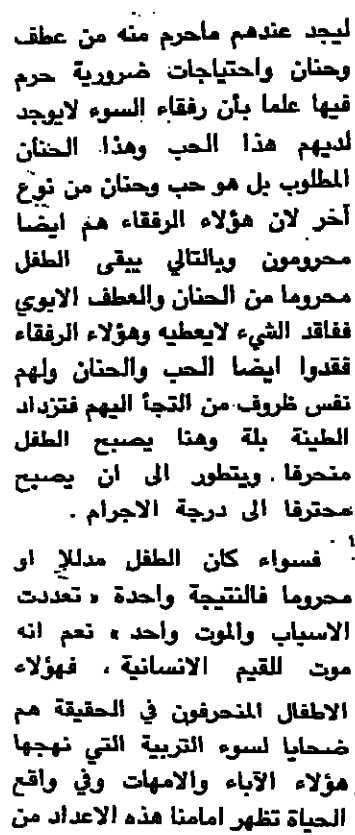 ليجد عندهم ماحرم منه من عطف
وحنان واحتياجات ضرورية حرم
فيها علما بأن رفقاء السوء لايوجد
لديهم هذا الحب وهذا الحنان
المطلوب بل هو حب وحنان من نوع
آخر لان هؤلاء الرفقاء هم ايضا
محرومون وبالتالي يبقى الطفل
محروما من الحنان والعطف الابوي
ففاقد الشيء لايعطيه وهؤلاء الرفقاء
فقدوا ايضا الحب والحنان ولهم
نفس ظروف من التجأ اليهم فتزداد
الطينة بلة وهنا يصبح الطفل
منحرفا . ويتطور الى ان يصبح
محترفا الى درجة الاجرام .
فسواء كان الطفل مدللا او
محروما فالنتيجة واحدة « تعددت
الاسباب والموت واحد » نعم انه
موت للقيم الانسانية ، فهؤلاء
الاطفال المنحرفون في الحقيقة هم
ضحايا لسوء التربية التي نهجها
هؤلاء الآباء والامهات وفي واقع
الحياة تظهر امامنا هذه الاعداد من